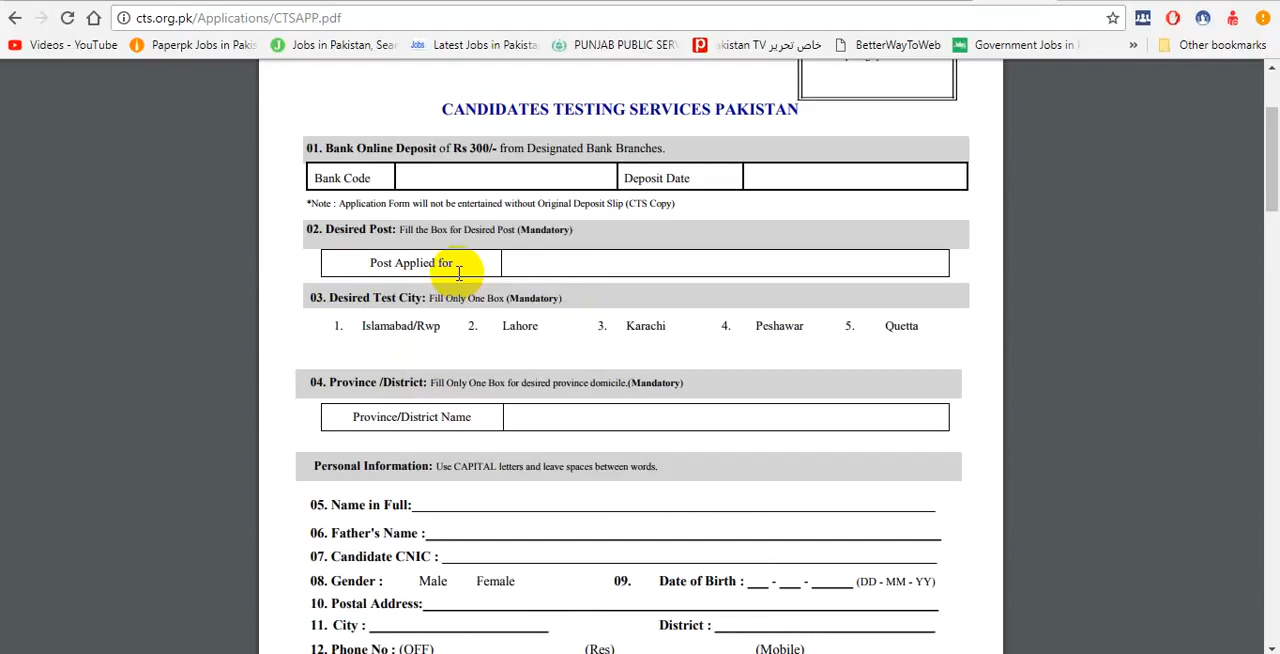 cts.org.pk/Applications/CTSAPP.pdf
Videos - YouTube Paperpk Jobs in Pakis Jobs in Pakistan, Sear Jobs Latest Jobs in Pakista PUNJAB PUBLIC SER akistan TV خاص تحریر BetterWayToWeb Government Jobs in » Other bookmarks
CANDIDATES TESTING SERVICES PAKISTAN
01. Bank Online Deposit of Rs 300/- from Designated Bank Branches.
Bank Code Deposit Date
*Note : Application Form will not be entertained without Original Deposit Slip (CTS Copy)
02. Desired Post: Fill the Box for Desired Post (Mandatory)
Post Applied for
03. Desired Test City: Fill Only One Box (Mandatory)
1. Islamabad/Rwp 2. Lahore 3. Karachi 4. Peshawar 5. Quetta
04. Province /District: Fill Only One Box for desired province domicile.(Mandatory)
Province/District Name
Personal Information: Use CAPITAL letters and leave spaces between words.
05. Name in Full:
06. Father's Name :
07. Candidate CNIC :
08. Gender : Male Female 09. Date of Birth : - - (DD - MM - YY)
10. Postal Address:
11. City : District :
12. Phone No : (OFF) (Res) (Mobile)